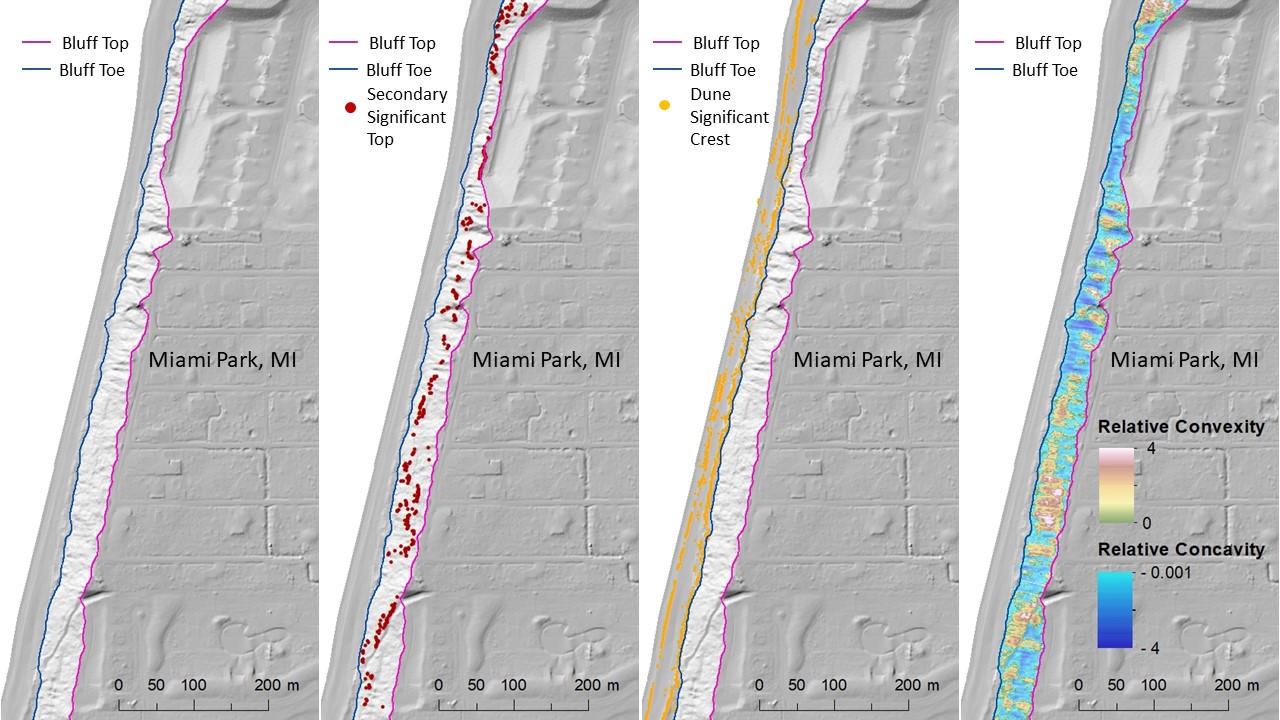 Bluff Top
Bluff Toe
Miami Park, MI
0 50 100 200 m
Bluff Top
Bluff Toe
Secondary
Significant
Top
Miami Park, MI
0 50 100 200 m
Bluff Top
Bluff Toe
Dune
Significant
Crest
Miami Park, MI
0 50 100 200 m
Bluff Top
Bluff Toe
Miami Park, MI
Relative Convexity
4
0
Relative Concavity
- 0.001
- 4
0 50 100 200 m